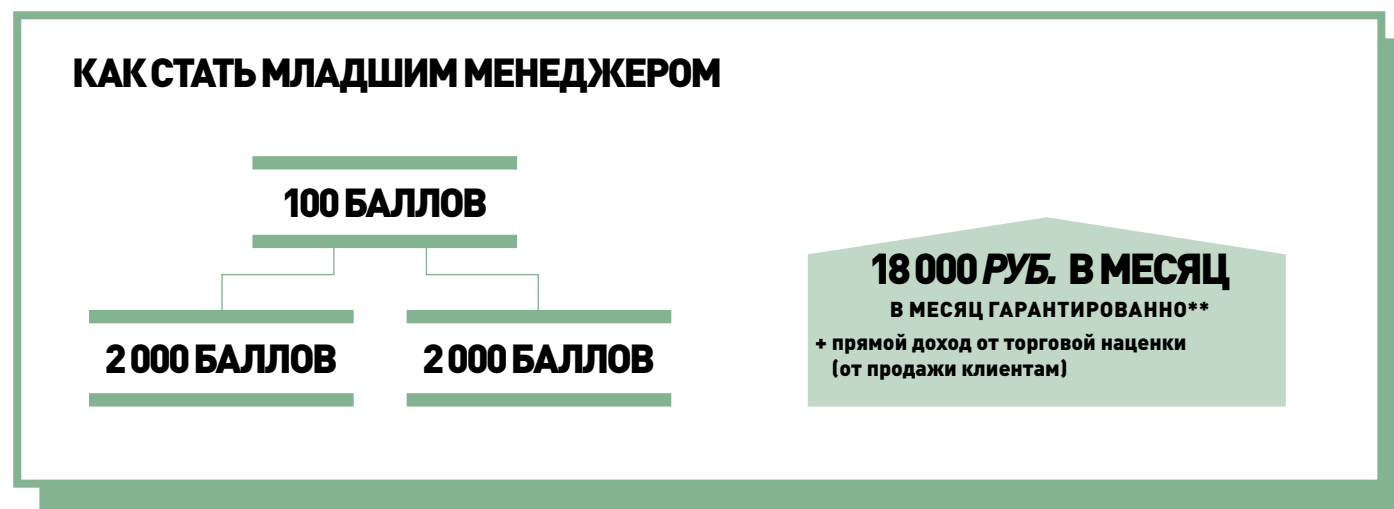 КАК СТАТЬ МЛАДШИМ МЕНЕДЖЕРОМ
100 БАЛЛОВ
2 000 БАЛЛОВ
2 000 БАЛЛОВ
18 000 РУБ. В МЕСЯЦ
В МЕСЯЦ ГАРАНТИРОВАННО**
+ прямой доход от торговой наценки
(от продажи клиентам)